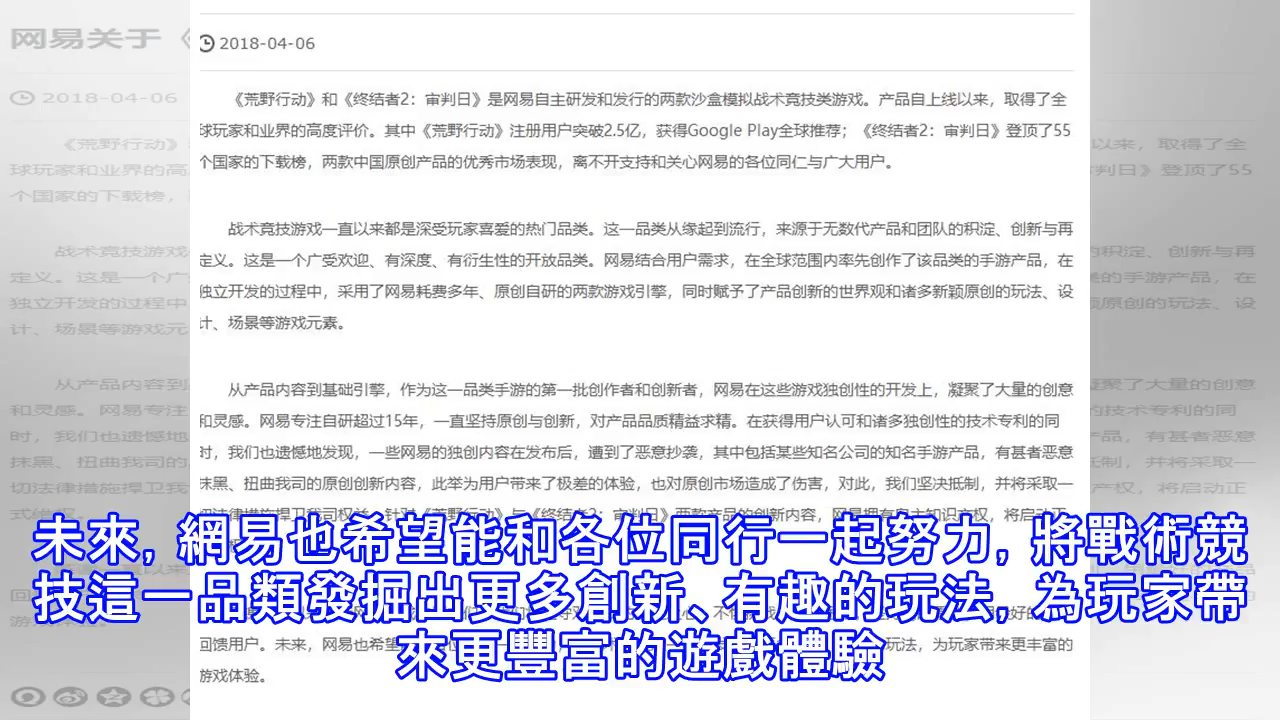 网易关于《
2018-04-06
2018-04-06
《荒野行动》和《终结者2：审判日》是网易自主研发和发行的两款沙盒模拟战术竞技类游戏。产品自上线以来，取得了全
球玩家和业界的高度评价。其中《荒野行动》注册用户突破2.5亿，获得Google Play全球推荐；《终结者2：审判日》登顶了55
个国家的下载榜，两款中国原创产品的优秀市场表现，离不开支持和关心网易的各位同仁与广大用户。
战术竞技游戏一直以来都是深受玩家喜爱的热门品类。这一品类从缘起到流行，来源于无数代产品和团队的积淀、创新与再
定义。这是一个广受欢迎、有深度、有衍生性的开放品类。网易结合用户需求，在全球范围内率先创作了该品类的手游产品，在
独立开发的过程中，采用了网易耗费多年、原创自研的两款游戏引擎，同时赋予了产品创新的世界观和诸多新颖原创的玩法、设
计、场景等游戏元素。
从产品内容到基础引擎，作为这一品类手游的第一批创作者和创新者，网易在这些游戏独创性的开发上，凝聚了大量的创意
和灵感。网易专注自研超过15年，一直坚持原创与创新，对产品品质精益求精。在获得用户认可和诸多独创性的技术专利的同
时，我们也遗憾地发现，一些网易的独创内容在发布后，遭到了恶意抄袭，其中包括某些知名公司的知名手游产品，有甚者恶意
抹黑、扭曲我司的原创创新内容，此举为用户带来了极差的体验，也对原创市场造成了伤害，对此，我们坚决抵制，并将采取一
未來, 網易也希望能和各位同行一起努力, 將戰術競
技這一品類發掘出更多創新、有趣的玩法, 為玩家帶
來更豐富的遊戲體驗
回馈用户。未来，网易也希望
玩法，为玩家带来更丰富的
游戏体验。